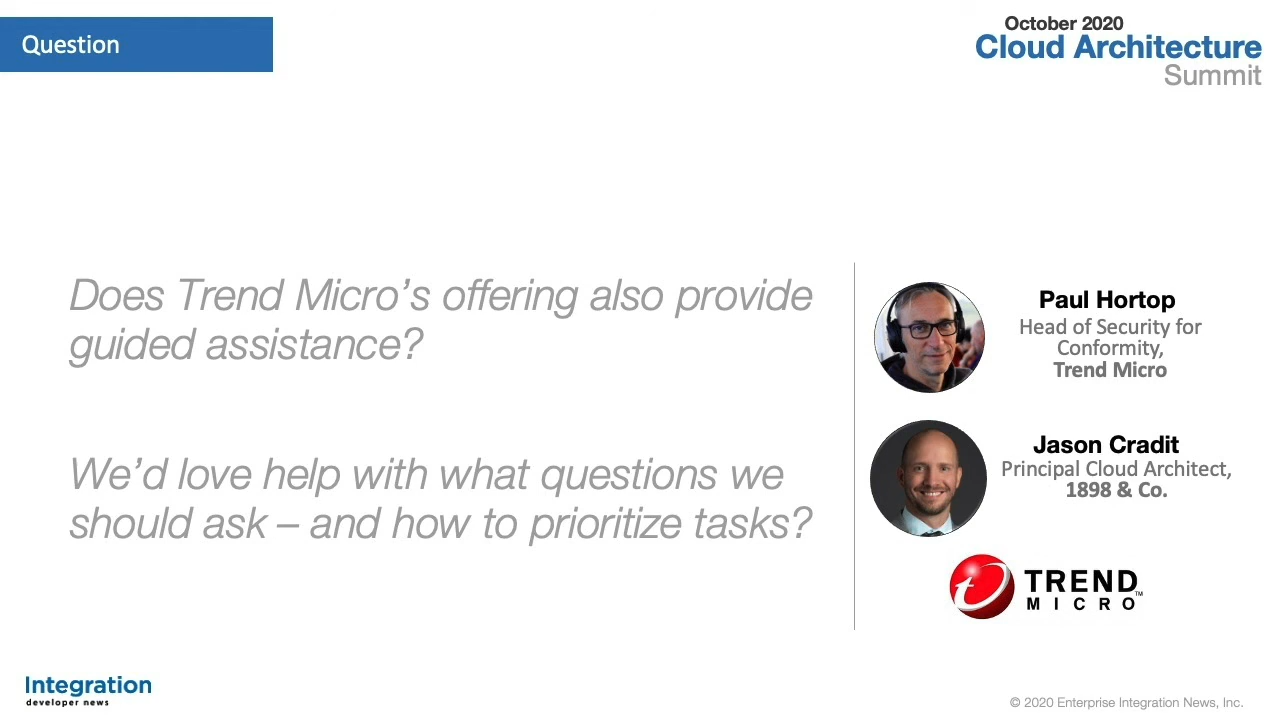 Question
October 2020
Cloud Architecture
Summit
Does Trend Micro’s offering also provide
guided assistance?
We’d love help with what questions we
should ask – and how to prioritize tasks?
Paul Hortop
Head of Security for
Conformity,
Trend Micro
Jason Cradit
Principal Cloud Architect,
1898 & Co.
TREND
MICRO™
Integration
developer news
© 2020 Enterprise Integration News, Inc.